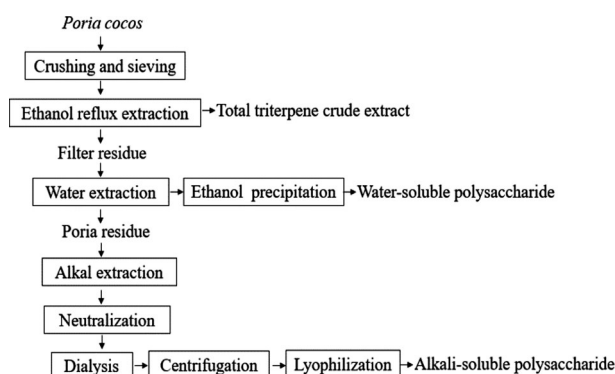 Poria cocos
Crushing and sieving
Ethanol reflux extraction
Total triterpene crude extract
Filter residue
Water extraction
Ethanol precipitation
Water-soluble polysaccharide
Poria residue
Alkal extraction
Neutralization
Dialysis
Centrifugation
Lyophilization
Alkali-soluble polysaccharide